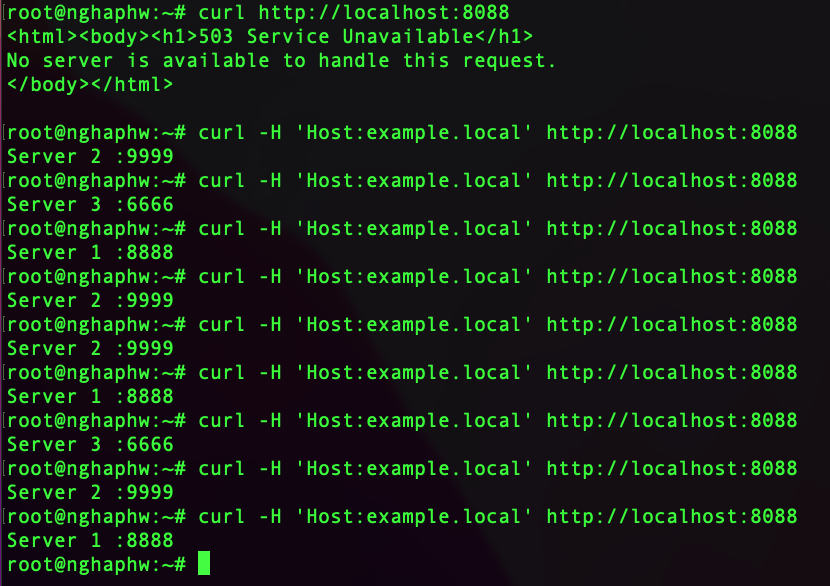 root@nghaphw:~# curl http://localhost:8088
<html><body><h1>503 Service Unavailable</h1>
No server is available to handle this request.
</body></html>
root@nghaphw:~# curl -H 'Host:example.local' http://localhost:8088
Server 2 :9999
root@nghaphw:~# curl -H 'Host:example.local' http://localhost:8088
Server 3 :6666
root@nghaphw:~# curl -H 'Host:example.local' http://localhost:8088
Server 1 :8888
root@nghaphw:~# curl -H 'Host:example.local' http://localhost:8088
Server 2 :9999
root@nghaphw:~# curl -H 'Host:example.local' http://localhost:8088
Server 2 :9999
root@nghaphw:~# curl -H 'Host:example.local' http://localhost:8088
Server 1 :8888
root@nghaphw:~# curl -H 'Host:example.local' http://localhost:8088
Server 3 :6666
root@nghaphw:~# curl -H 'Host:example.local' http://localhost:8088
Server 2 :9999
root@nghaphw:~# curl -H 'Host:example.local' http://localhost:8088
Server 1 :8888
root@nghaphw:~#